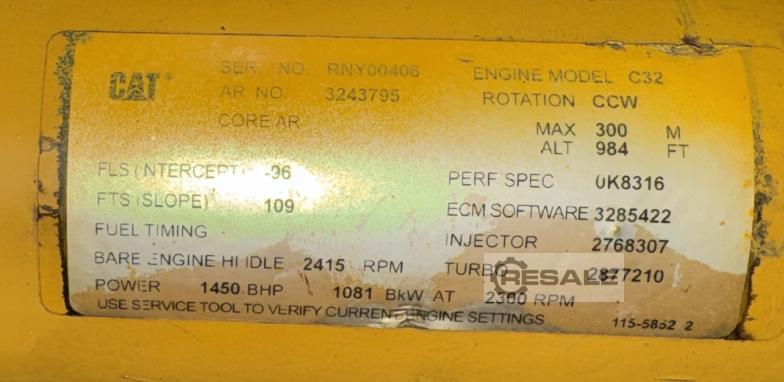 CAT
SER NO. RNY00406 ENGINE MODEL C32
AR NO. 3243795 ROTATION CCW
CORE AR MAX 300 M
ALT 984 FT
FLS (INTERCEPT) -96 PERF SPEC 0K8316
FTS (SLOPE) 109 ECM SOFTWARE 3285422
FUEL TIMING INJECTOR 2768307
BARE ENGINE HI IDLE 2415 RPM TURBO 2877210
POWER 1450 BHP 1081 BKW AT 2300 RPM
USE SERVICE TOOL TO VERIFY CURRENT ENGINE SETTINGS 115-5852 2
RESALE